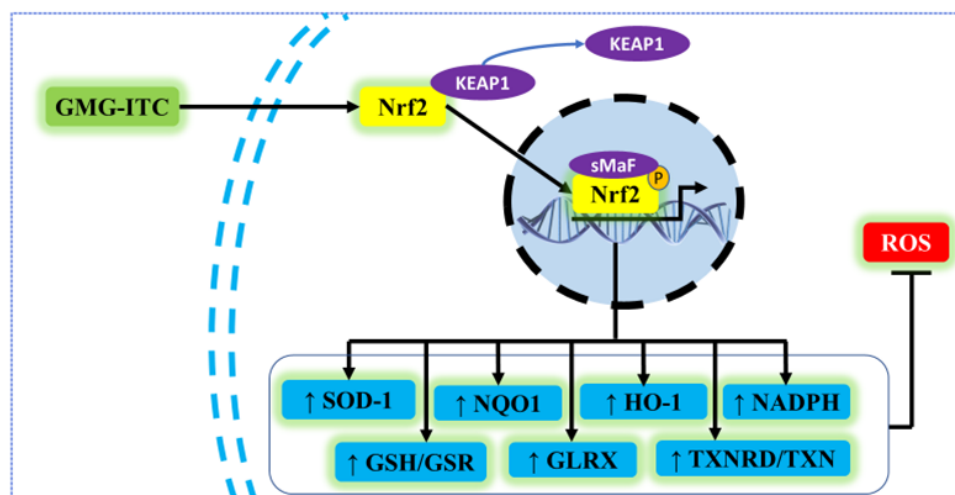 KEAP1
KEAP1
GMG-ITC
Nrf2
sMaF
P
Nrf2
ROS
↑ SOD-1
↑ NQO1
↑ HO-1
↑ NADPH
↑ GSH/GSR
↑ GLRX
↑ TXNRD/TXN